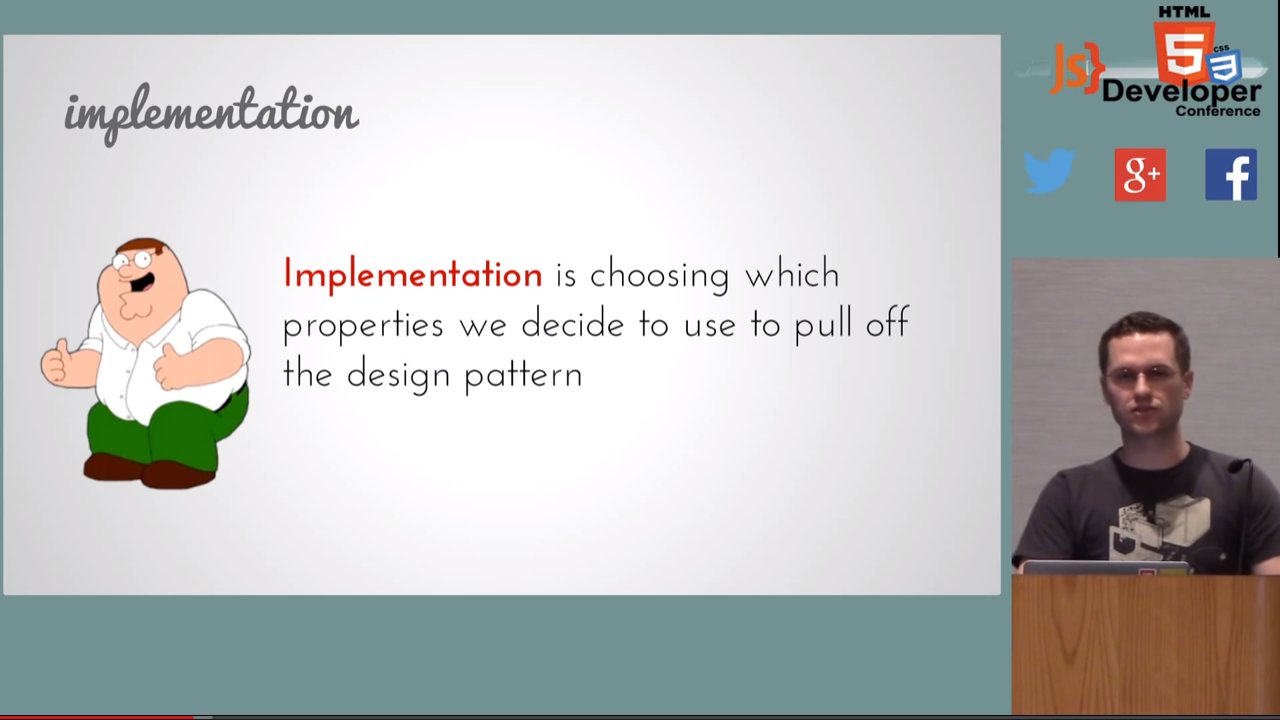 implementation
Implementation is choosing which
properties we decide to use to pull off
the design pattern
HTML
JS}
5
CSS
3
Developer
Conference
g+
f